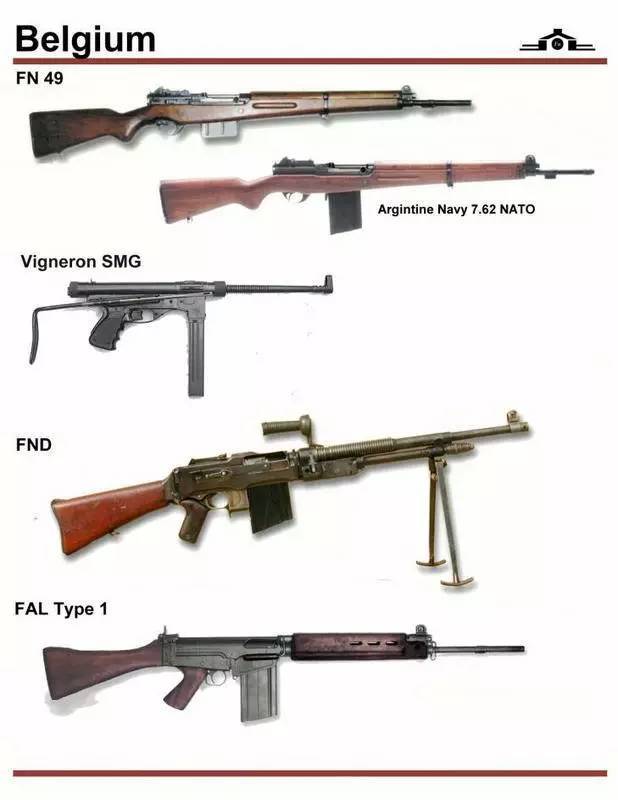 Belgium
FN 49
Argintine Navy 7.62 NATO
Vigneron SMG
FND
FAL Type 1